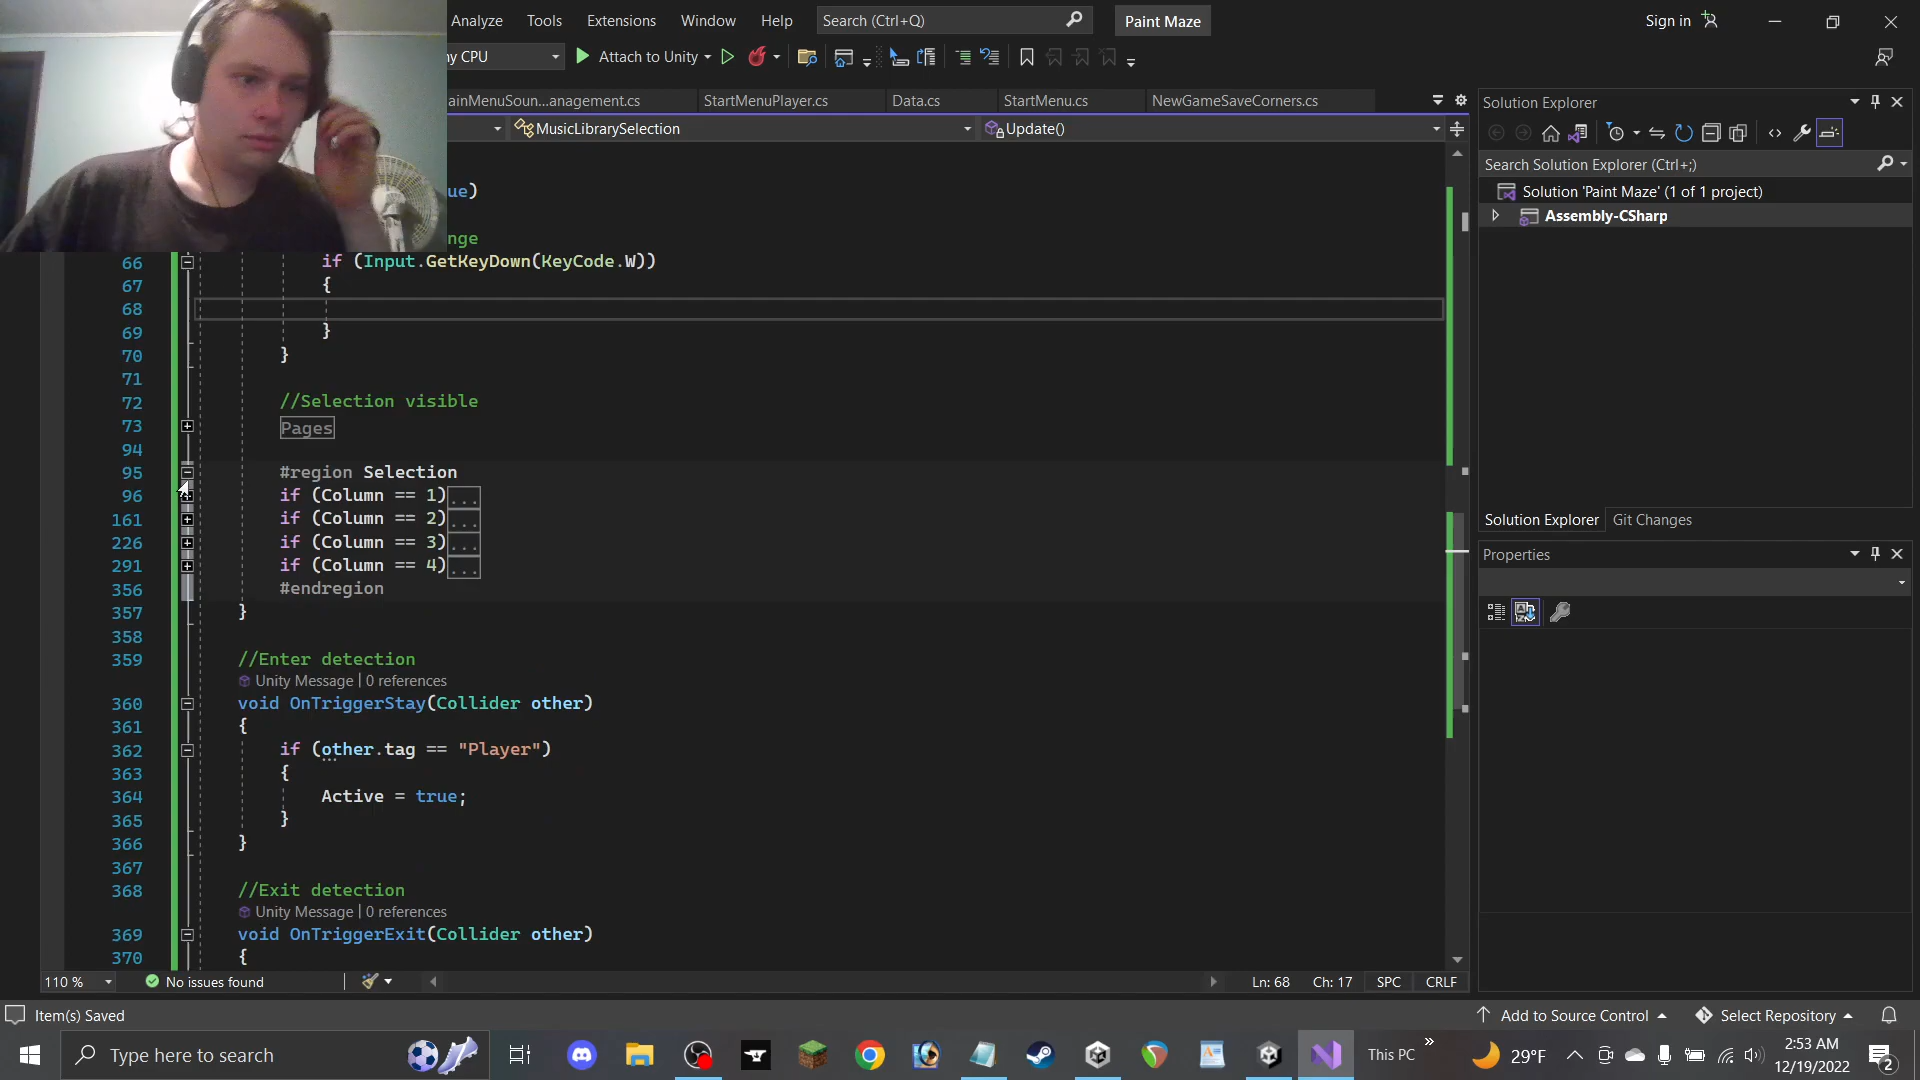 Analyze Tools Extensions Window Help Search (Ctrl+Q) Paint Maze Sign in
ny CPU Attach to Unity
ainMenuSoun...anagement.cs StartMenuPlayer.cs Data.cs StartMenu.cs NewGameSaveCorners.cs
MusicLibrarySelection Update()
ue)
nge
66 if (Input.GetKeyDown(KeyCode.W))
67 {
68
69 }
70 }
71
72 //Selection visible
73 Pages
94
95 #region Selection
96 if (Column == 1)...
161 if (Column == 2)...
226 if (Column == 3)...
291 if (Column == 4)...
356 #endregion
357 }
358
359 //Enter detection
Unity Message | 0 references
360 void OnTriggerStay(Collider other)
361 {
362 if (other.tag == "Player")
363 {
364 Active = true;
365 }
366 }
367
368 //Exit detection
Unity Message | 0 references
369 void OnTriggerExit(Collider other)
370 {
110 % No issues found Ln: 68 Ch: 17 SPC CRLF
Solution Explorer
Search Solution Explorer (Ctrl+;)
Solution 'Paint Maze' (1 of 1 project)
Assembly-CSharp
Solution Explorer Git Changes
Properties
Item(s) Saved Add to Source Control Select Repository
Type here to search This PC 29°F 2:53 AM
12/19/2022
2